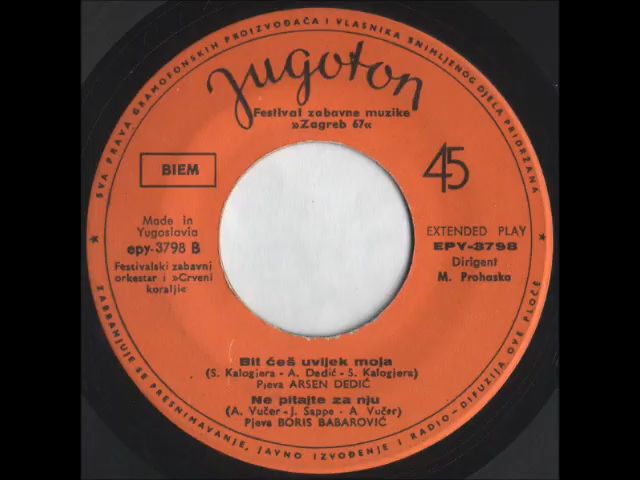 SVA PRAVA GRAMOFONSKIH PROIZVOĐAČA I VLASNIKA SNIMLJENOG DJELA PRIDRŽANA
Jugoton
Festival zabavne muzike
»Zagreb 67«
BIEM
45
Made in
Yugoslavia
epy-3798 B
Festivalski zabavni
orkestar i »Crveni
koralji«
EXTENDED PLAY
EPY-3798
Dirigent
M. Prohaska
Bit ćeš uvijek moja
(S. Kalogjera - A. Dedić - S. Kalogjera)
Pjeva ARSEN DEDIĆ
Ne pitajte za nju
(A. Vučer - J. Sappe - A. Vučer)
Pjeva BORIS BABAROVIĆ
ZABRANJUJE SE PRESNIMAVANJE, JAVNO IZVOĐENJE I RADIO-DIFUZIJA OVE PLOČE